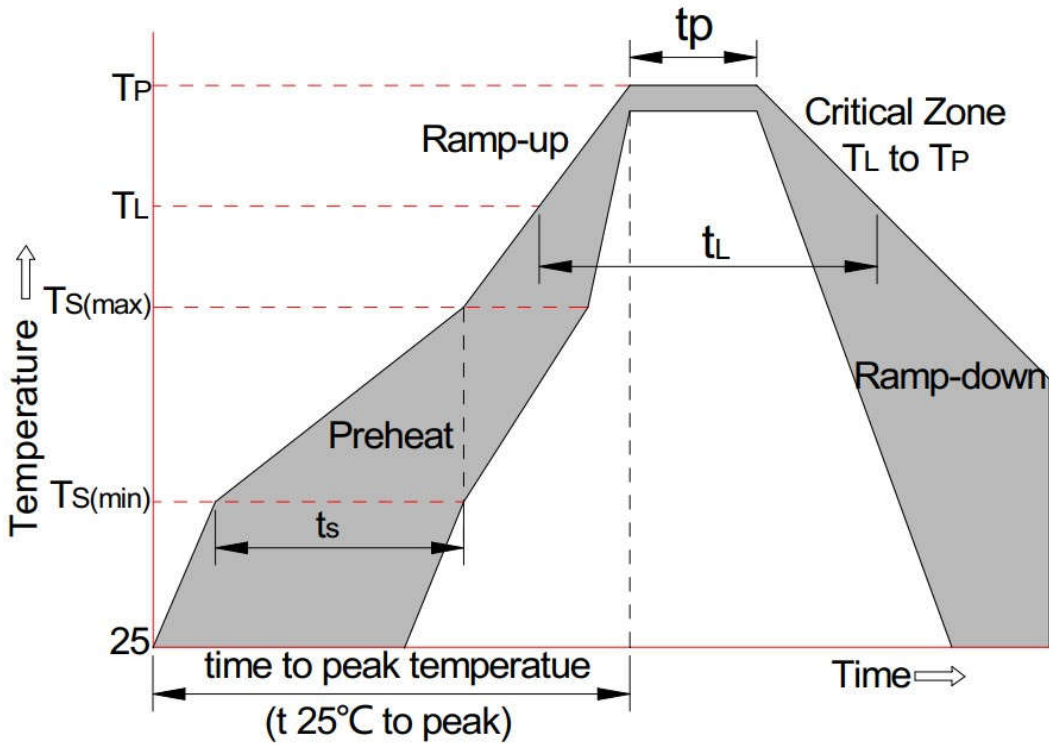 tp
TP
Critical Zone
TL to TP
Ramp-up
TL
tL
TS(max)
Temperature
Ramp-down
Preheat
TS(min)
ts
25
time to peak temperatue
Time
(t 25℃ to peak)